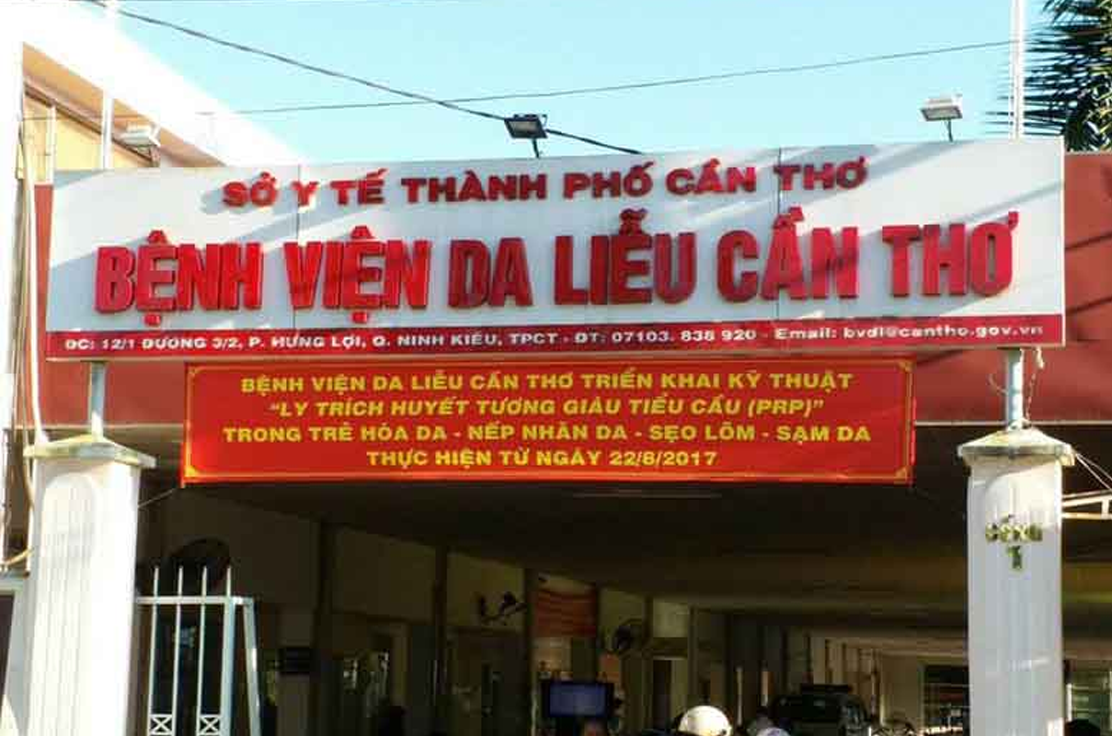 SỞ Y TẾ THÀNH PHỐ CẦN THƠ
BỆNH VIỆN DA LIỄU CẦN THƠ
ĐC: 12/1 ĐƯỜNG 3/2, P. HƯNG LỢI, Q. NINH KIỀU, TPCT - ĐT: 07103. 838 920 - Email: bvdl@cantho.gov.vn
BỆNH VIỆN DA LIỄU CẦN THƠ TRIỂN KHAI KỸ THUẬT
"LY TRÍCH HUYẾT TƯƠNG GIÀU TIỂU CẦU (PRP)"
TRONG TRẺ HÓA DA - NẾP NHĂN DA - SẸO LÕM - SẠM DA
THỰC HIỆN TỪ NGÀY 22/8/2017
CỔNG
1